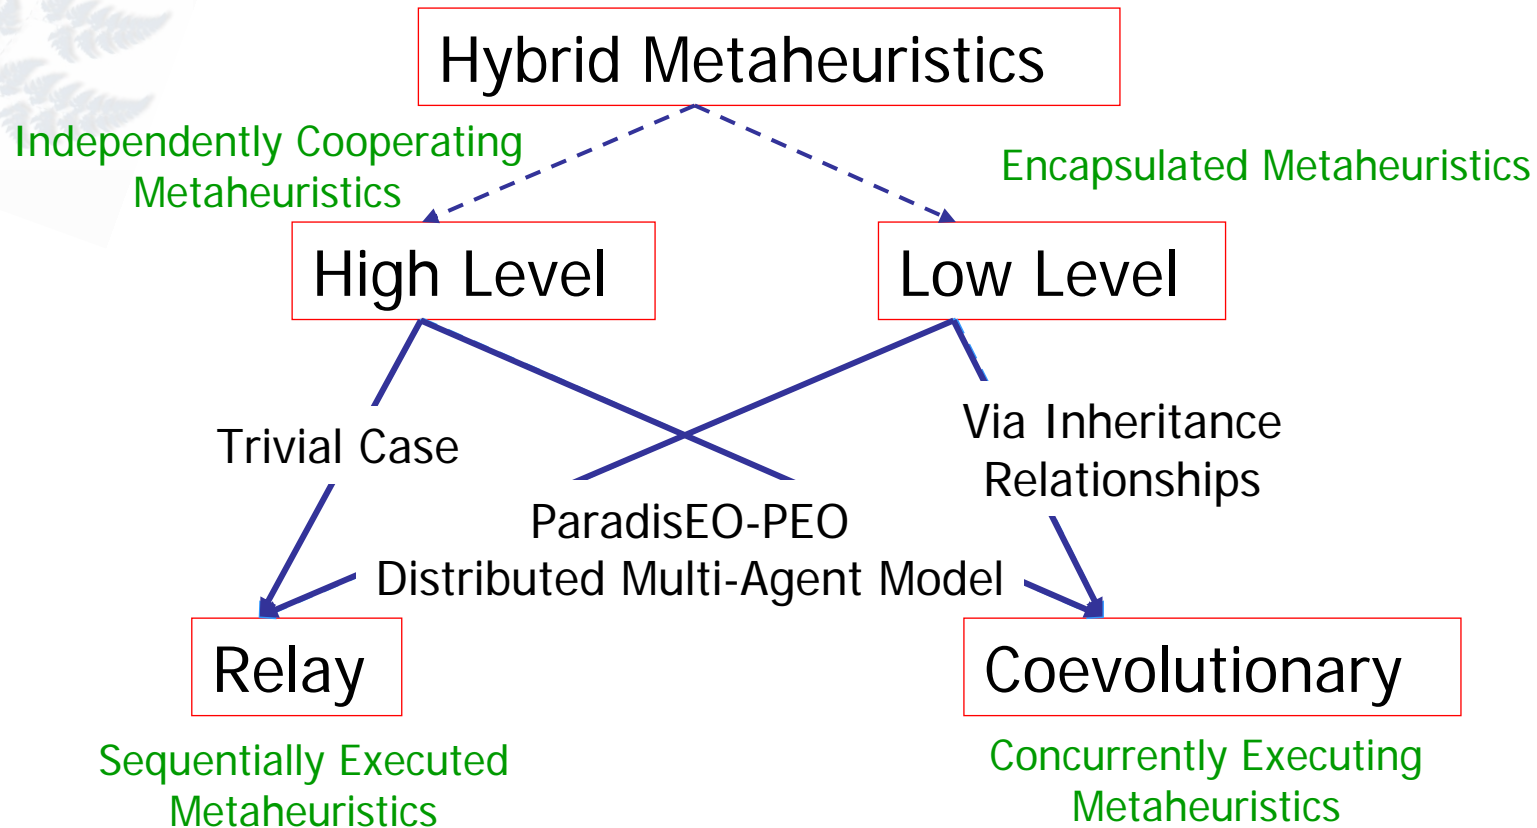 Hybrid Metaheuristics
Independently Cooperating
Metaheuristics
Encapsulated Metaheuristics
High Level
Low Level
Trivial Case
Via Inheritance
Relationships
ParadisEO-PEO
Distributed Multi-Agent Model
Relay
Coevolutionary
Sequentially Executed
Metaheuristics
Concurrently Executing
Metaheuristics